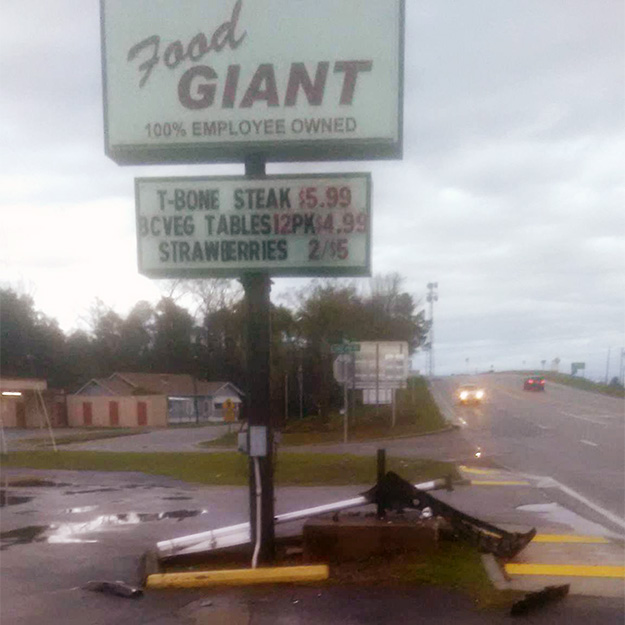 Food
GIANT
100% EMPLOYEE OWNED
T-BONE STEAK $5.99
BCVEG TABLES12PK$4.99
STRAWBERRIES 2/$5